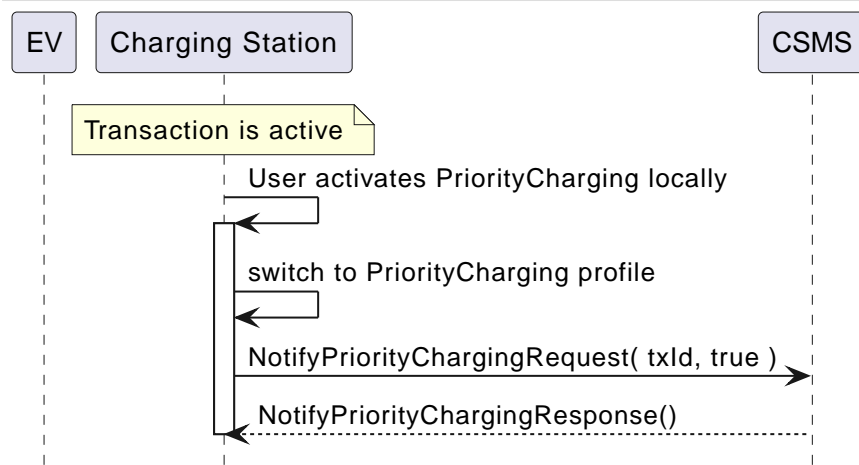 EV
Charging Station
CSMS
Transaction is active
User activates PriorityCharging locally
switch to PriorityCharging profile
NotifyPriorityChargingRequest( txId, true )
NotifyPriorityChargingResponse()